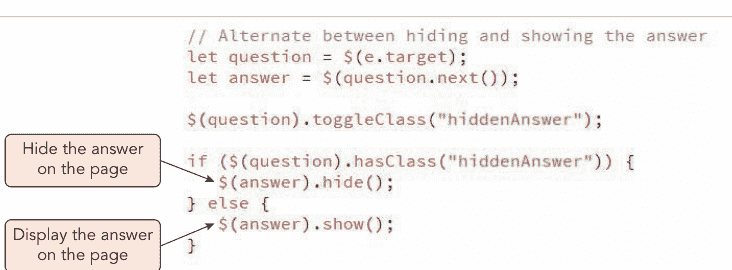 // Alternate between hiding and showing the answer
let question = $(e.target);
let answer = $(question.next());
$(question).toggleClass("hiddenAnswer");
Hide the answer
on the page
if ($(question).hasClass("hiddenAnswer")) {
$(answer).hide();
} else {
$(answer).show();
}
Display the answer
on the page